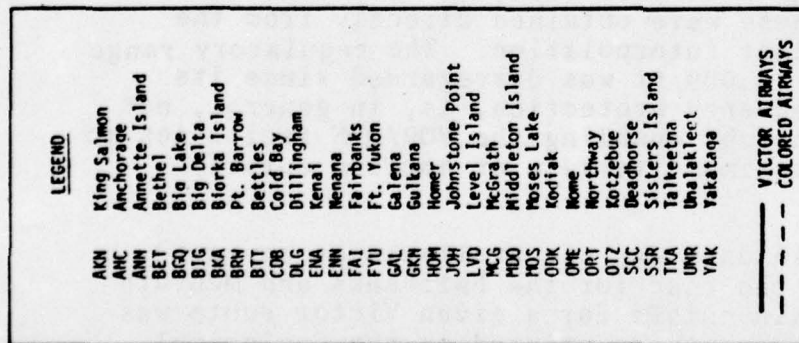 LEGEND
AKN King Salmon
ANC Anchorage
ANN Annette Island
BET Bethel
BGQ Big Lake
BIG Big Delta
BKA Biorka Island
BRW Pt. Barrow
BTT Bettles
CDB Cold Bay
DLG Dillingham
ENA Kenai
ENN Nenana
FAI Fairbanks
FYU Ft. Yukon
GAL Galena
GKN Gulkana
HOM Homer
JOH Johnstone Point
LVD Level Island
MCG McGrath
MDO Middleton Island
MOS Moses Lake
ODK Kodiak
OME Nome
ORT Northway
OTZ Kotzebue
SCC Deadhorse
SSR Sisters Island
TKA Talkeetna
UNR Unalakleet
YAK Yakataga
VICTOR AIRWAYS
COLORED AIRWAYS